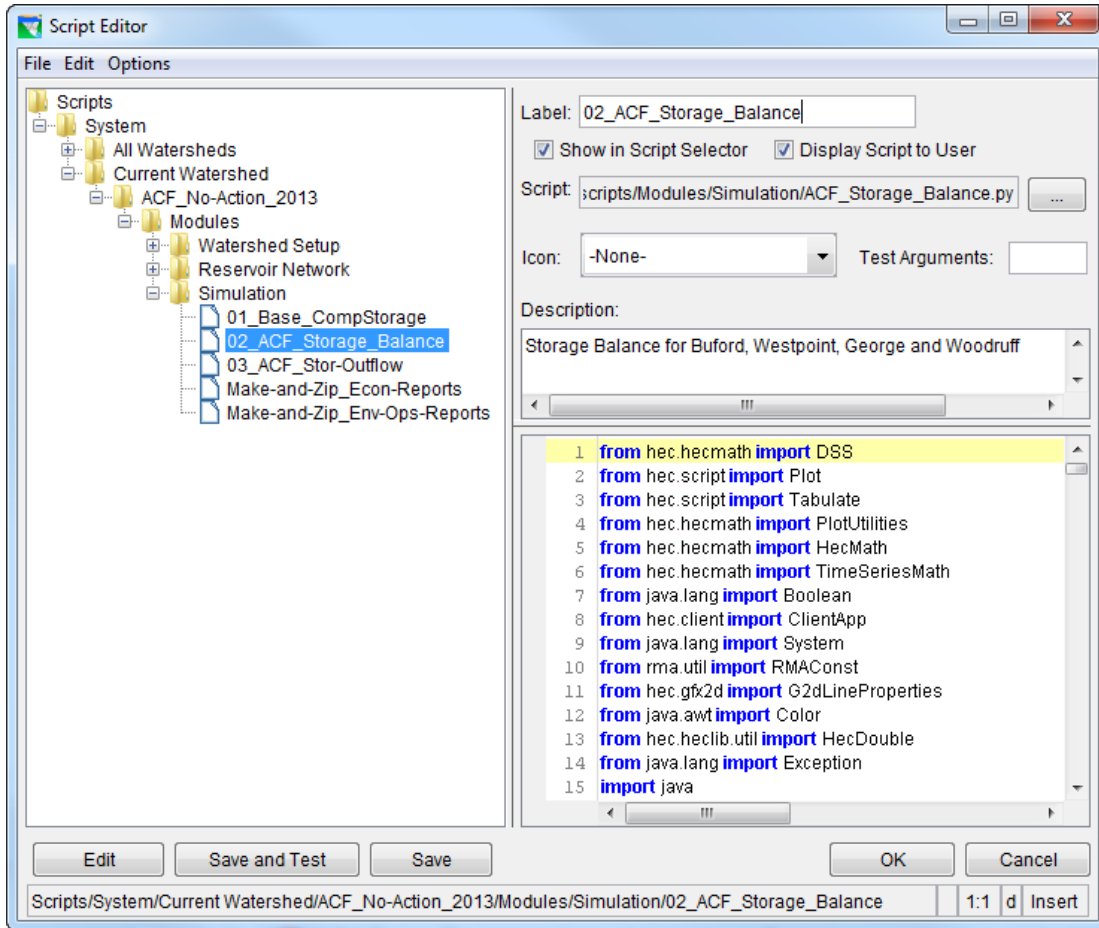 Script Editor
File Edit Options
Scripts
System
All Watersheds
Current Watershed
ACF_No-Action_2013
Modules
Watershed Setup
Reservoir Network
Simulation
01_Base_CompStorage
02_ACF_Storage_Balance
03_ACF_Stor-Outflow
Make-and-Zip_Econ-Reports
Make-and-Zip_Env-Ops-Reports
Label: 02_ACF_Storage_Balance
Show in Script Selector Display Script to User
Script: scripts/Modules/Simulation/ACF_Storage_Balance.py ...
Icon: -None- Test Arguments:
Description:
Storage Balance for Buford, Westpoint, George and Woodruff
1 from hec.hecmath import DSS
2 from hec.script import Plot
3 from hec.script import Tabulate
4 from hec.hecmath import PlotUtilities
5 from hec.hecmath import HecMath
6 from hec.hecmath import TimeSeriesMath
7 from java.lang import Boolean
8 from hec.client import ClientApp
9 from java.lang import System
10 from rma.util import RMAConst
11 from hec.gfx2d import G2dLineProperties
12 from java.awt import Color
13 from hec.heclib.util import HecDouble
14 from java.lang import Exception
15 import java
Edit Save and Test Save OK Cancel
Scripts/System/Current Watershed/ACF_No-Action_2013/Modules/Simulation/02_ACF_Storage_Balance 1:1 d Insert